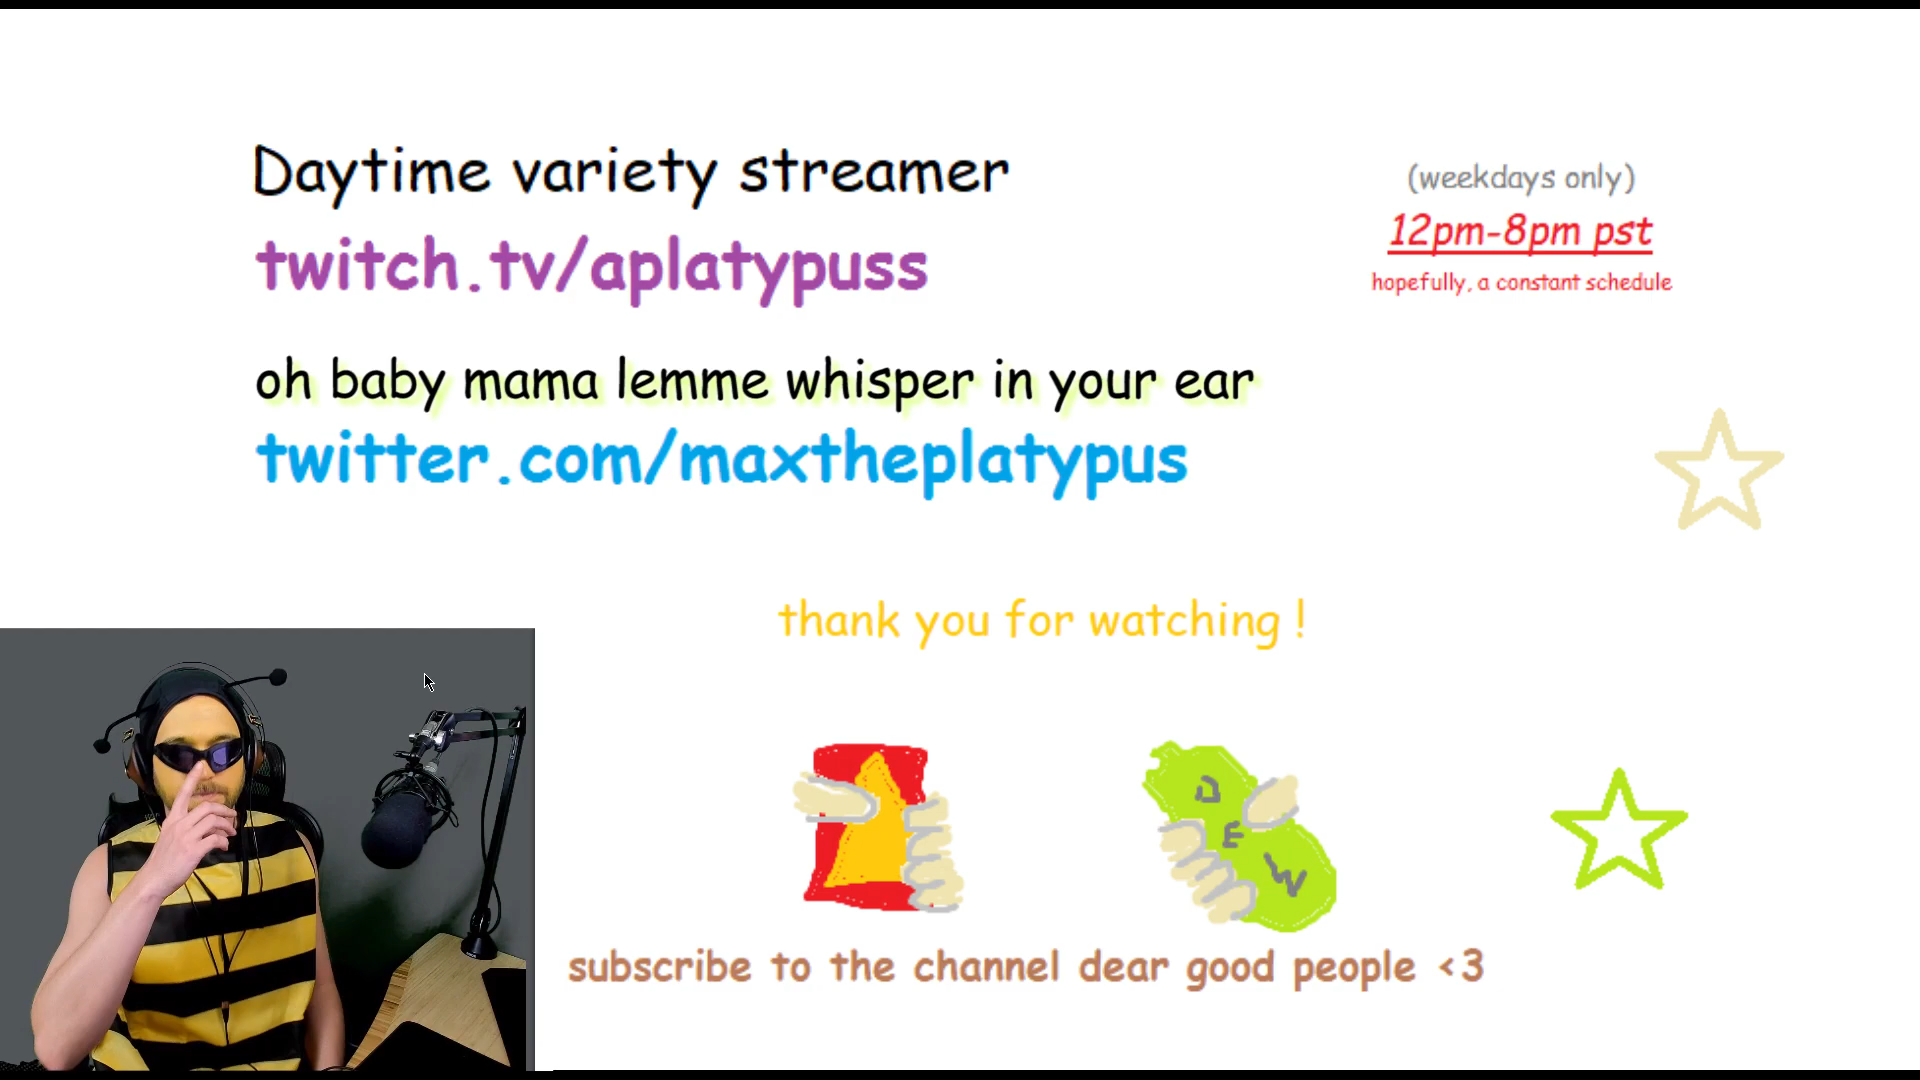 Daytime variety streamer
twitch.tv/aplatypuss
(weekdays only)
12pm-8pm pst
hopefully, a constant schedule
oh baby mama lemme whisper in your ear
twitter.com/maxtheplatypus
thank you for watching !
D
E
W
subscribe to the channel dear good people <3